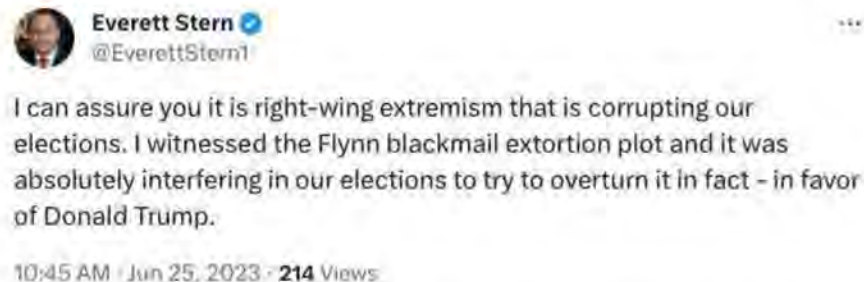 Everett Stern
@EverettStern1
I can assure you it is right-wing extremism that is corrupting our
elections. I witnessed the Flynn blackmail extortion plot and it was
absolutely interfering in our elections to try to overturn it in fact - in favor
of Donald Trump.
10:45 AM · Jun 25, 2023 · 214 Views